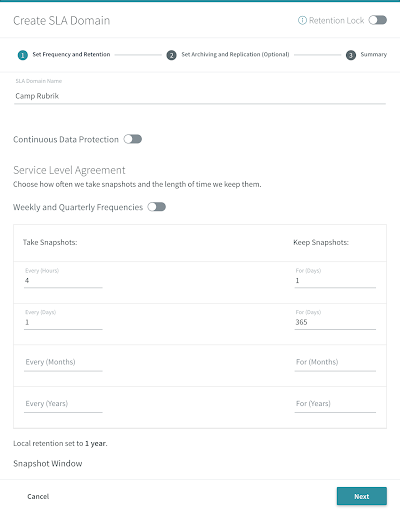 Create SLA Domain
Retention Lock
1 Set Frequency and Retention 2 Set Archiving and Replication (Optional) 3 Summary
SLA Domain Name
Camp Rubrik
Continuous Data Protection
Service Level Agreement
Choose how often we take snapshots and the length of time we keep them.
Weekly and Quarterly Frequencies
Take Snapshots: Keep Snapshots:
Every (Hours) For (Days)
4 1
Every (Days) For (Days)
1 365
Every (Months) For (Months)
Every (Years) For (Years)
Local retention set to 1 year.
Snapshot Window
Cancel Next